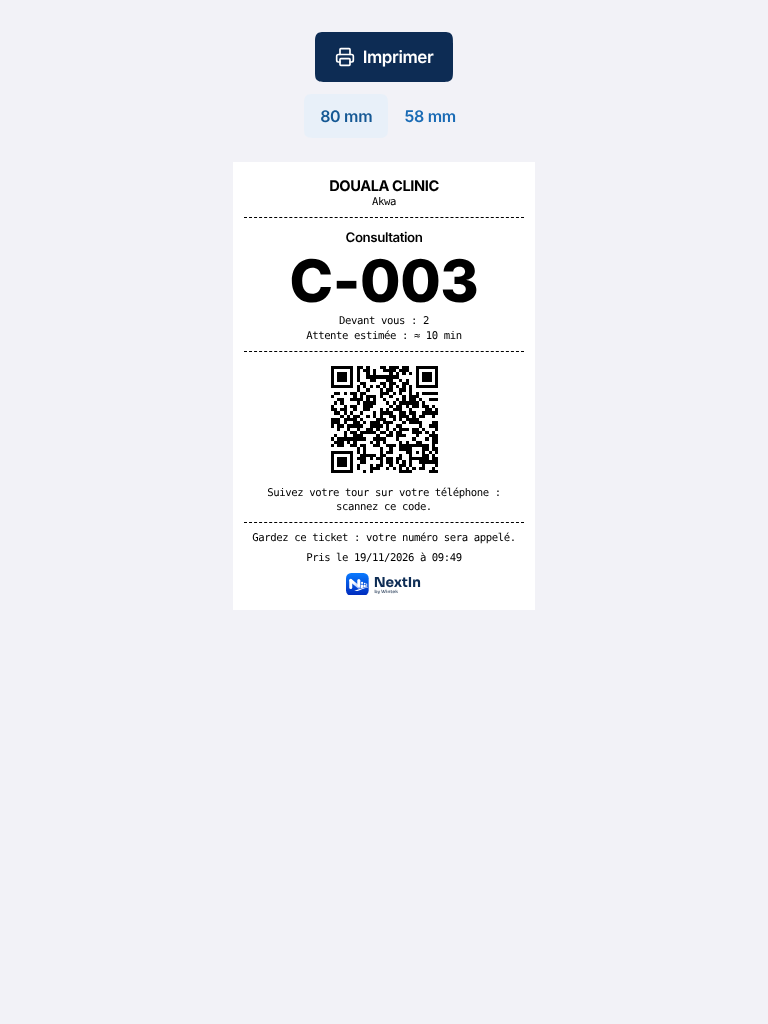 Imprimer
80 mm 58 mm
DOUALA CLINIC
Akwa
Consultation
C-003
Devant vous : 2
Attente estimée : ≈ 10 min
Suivez votre tour sur votre téléphone :
scannez ce code.
Gardez ce ticket : votre numéro sera appelé.
Pris le 19/11/2026 à 09:49
NextIn
by Wintek